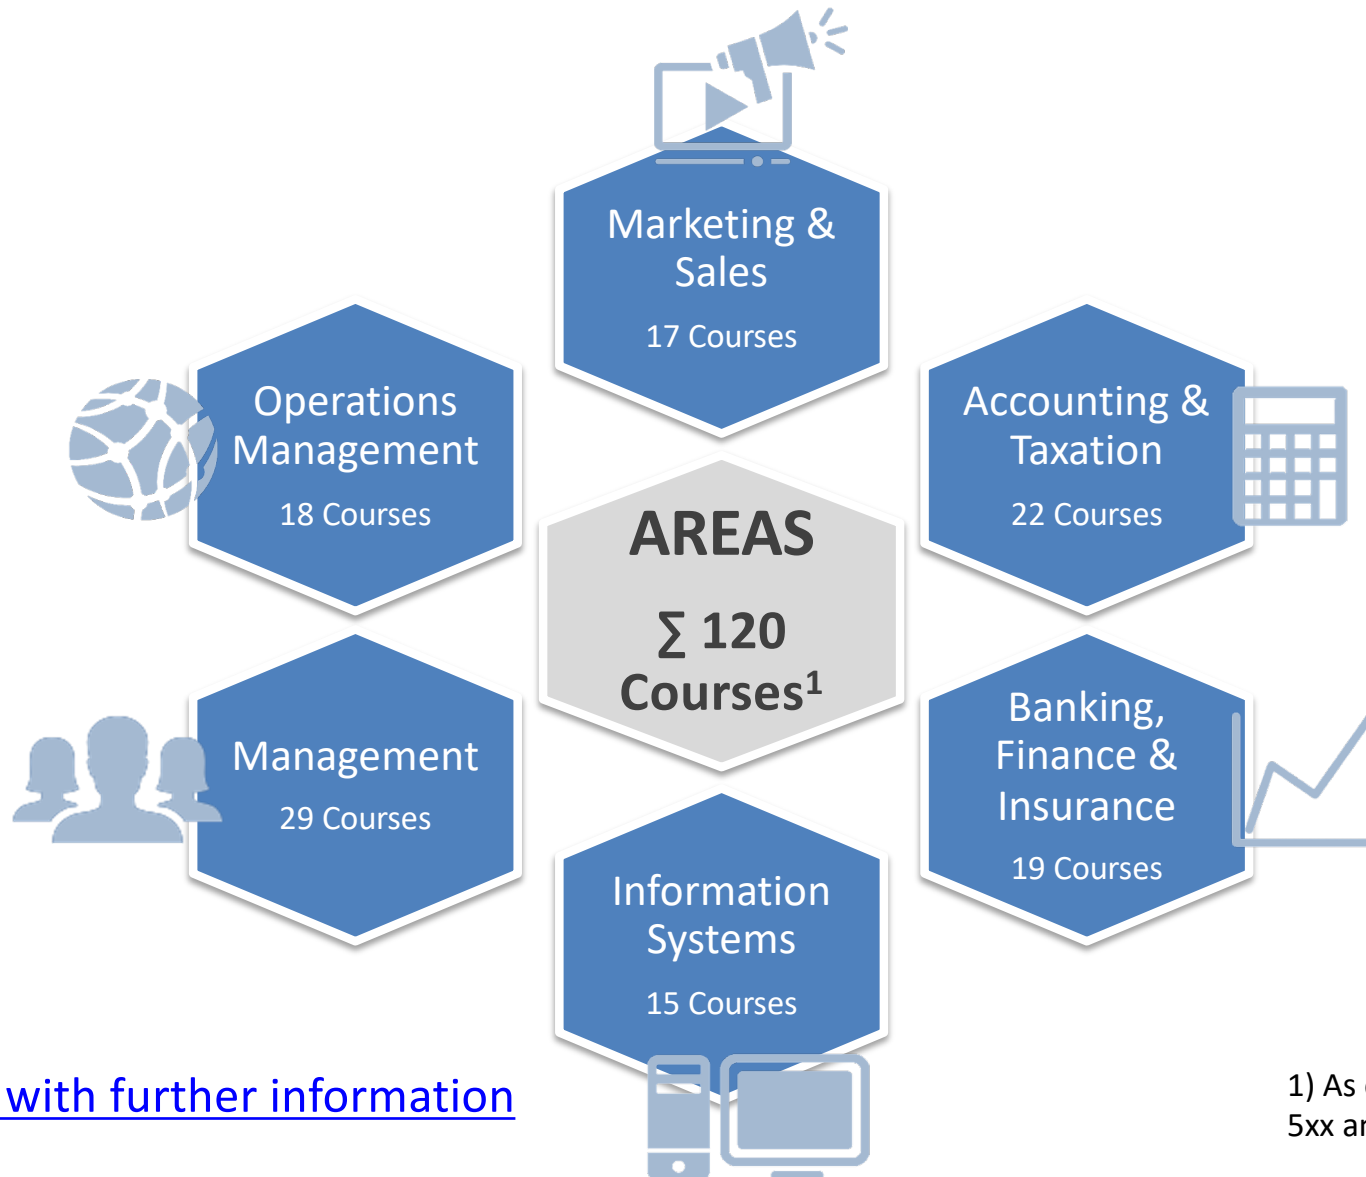 Marketing &
Sales
17 Courses
Operations
Management
18 Courses
Accounting &
Taxation
22 Courses
AREAS
∑ 120
Courses¹
Management
29 Courses
Banking,
Finance &
Insurance
19 Courses
Information
Systems
15 Courses
with further information
1) As
5xx